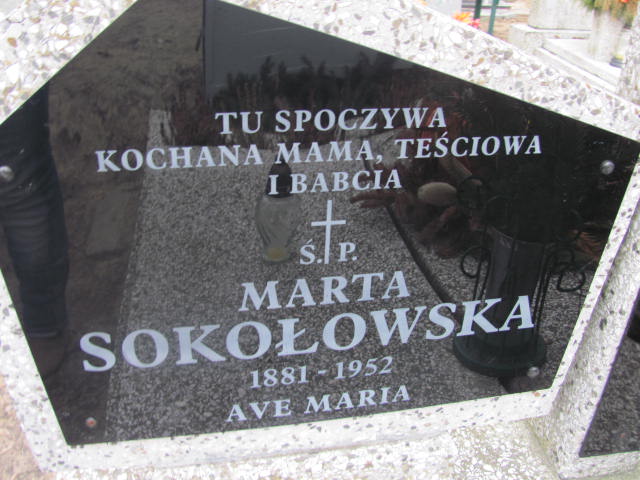 TU SPOCZYWA
KOCHANA MAMA, TEŚCIOWA
I BABCIA
Ś. P.
MARTA
SOKOŁOWSKA
1881 - 1952
AVE MARIA